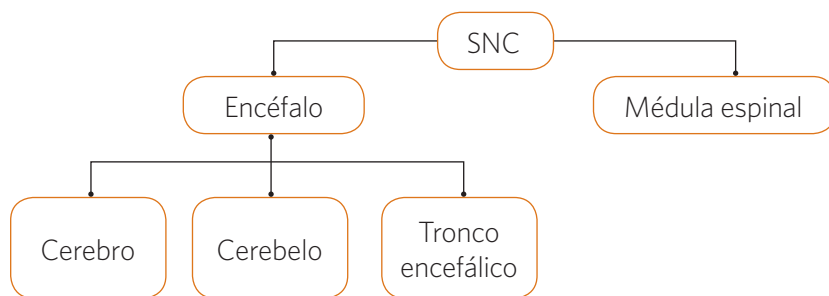 SNC
Encéfalo
Médula espinal
Cerebro
Cerebelo
Tronco
encefálico